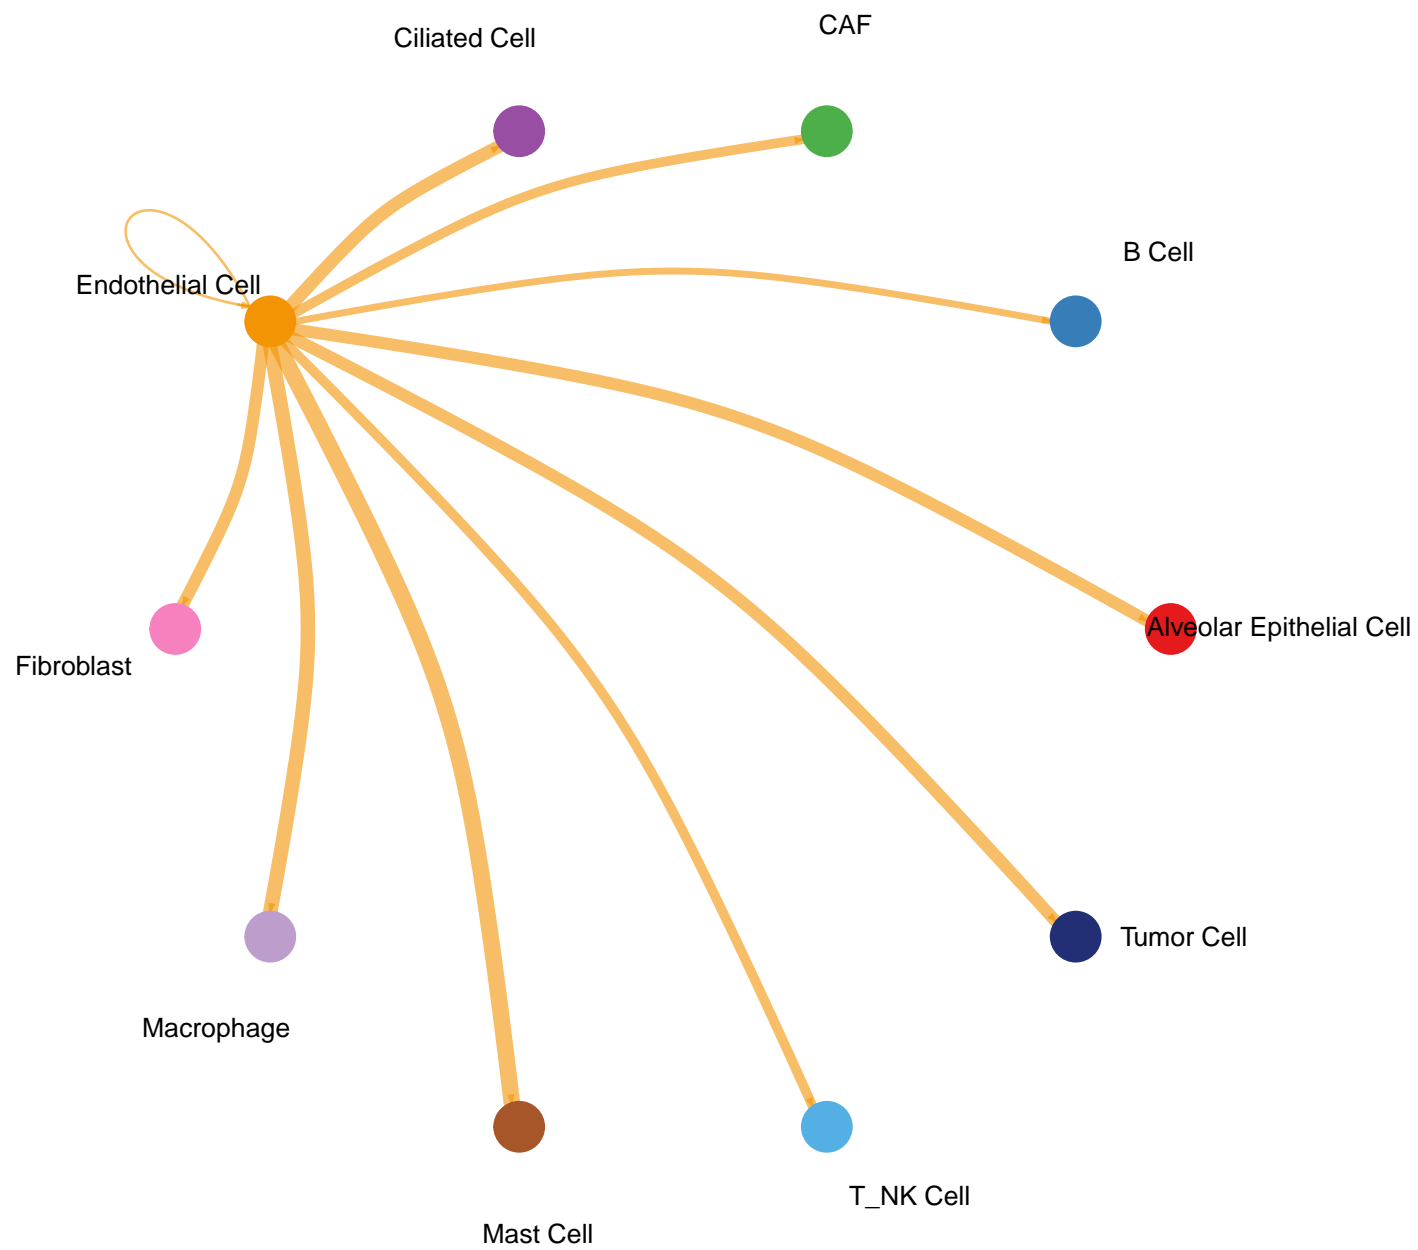 CAF
Ciliated Cell
B Cell
Endothelial Cell
Alveolar Epithelial Cell
Fibroblast
Tumor Cell
Macrophage
T_NK Cell
Mast Cell